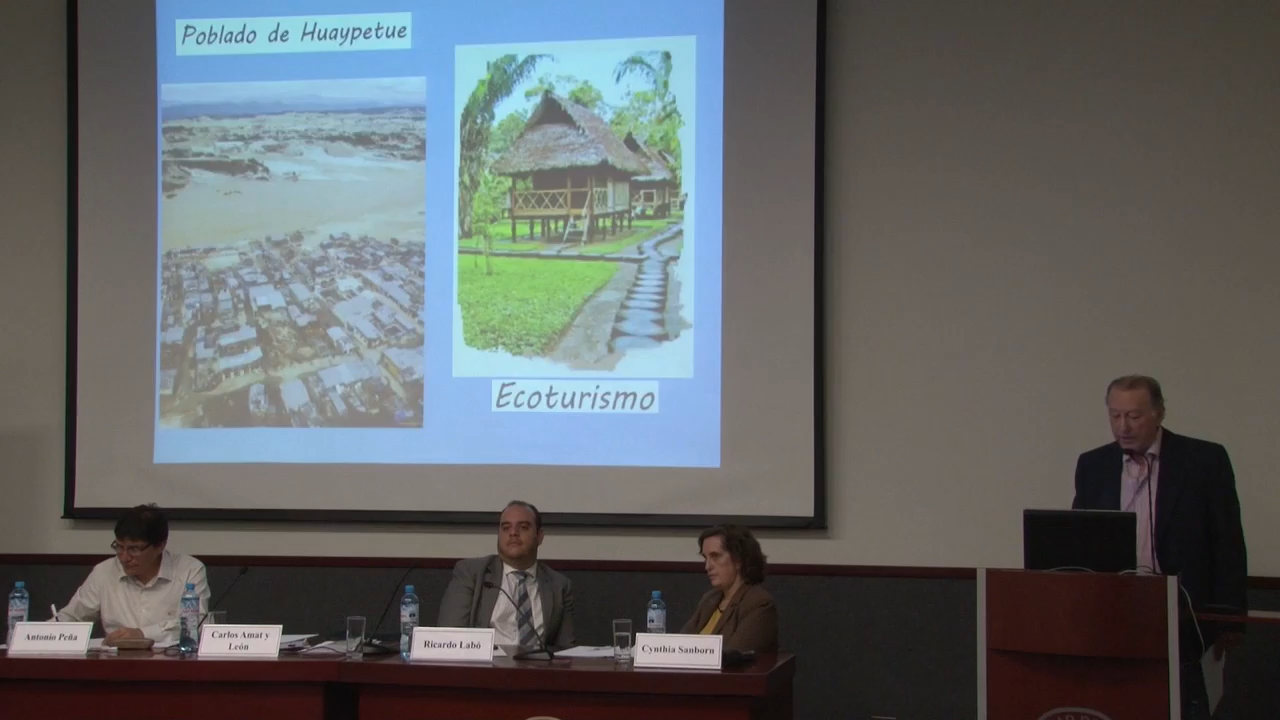 Poblado de Huaypetue
Ecoturismo
Antonio Peña
Carlos Amat y
León
Ricardo Labó
Cynthia Sanborn